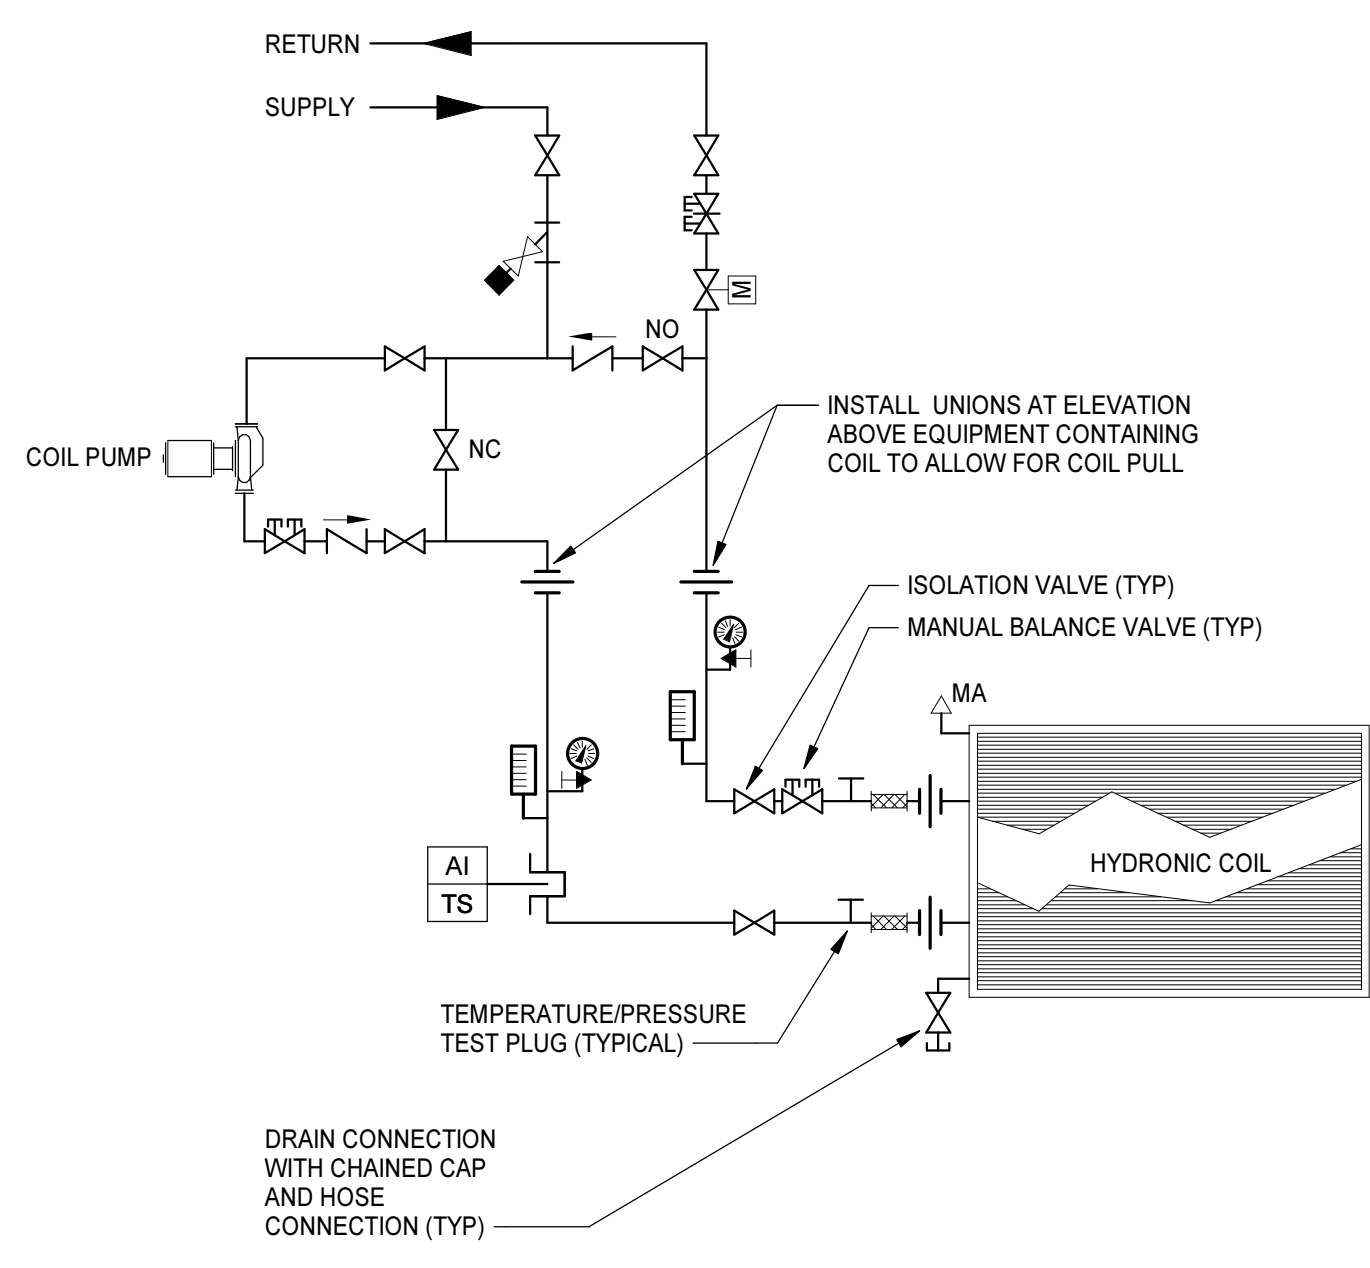 RETURN
SUPPLY
M
NO
INSTALL UNIONS AT ELEVATION
ABOVE EQUIPMENT CONTAINING
COIL TO ALLOW FOR COIL PULL
COIL PUMP
NC
ISOLATION VALVE (TYP)
MANUAL BALANCE VALVE (TYP)
MA
HYDRONIC COIL
AI
TS
TEMPERATURE/PRESSURE
TEST PLUG (TYPICAL)
DRAIN CONNECTION
WITH CHAINED CAP
AND HOSE
CONNECTION (TYP)